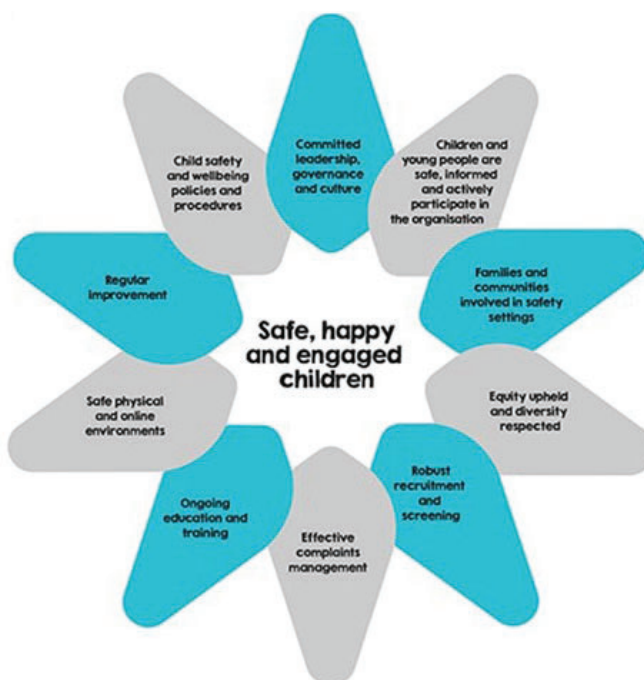 Committed
leadership,
governance
and culture
Children and
young people are
safe, informed
and actively
participate in
the organisation
Families and
communities
involved in safety
settings
Equity upheld
and diversity
respected
Robust
recruitment
and
screening
Effective
complaints
management
Ongoing
education and
training
Safe physical
and online
environments
Regular
improvement
Child safety
and wellbeing
policies and
procedures
Safe, happy
and engaged
children